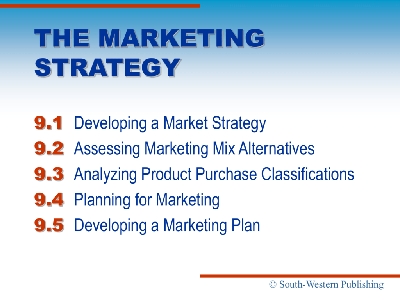 THE MARKETING
STRATEGY
9.1 Developing a Market Strategy
9.2 Assessing Marketing Mix Alternatives
9.3 Analyzing Product Purchase Classifications
9.4 Planning for Marketing
9.5 Developing a Marketing Plan
© South-Western Publishing